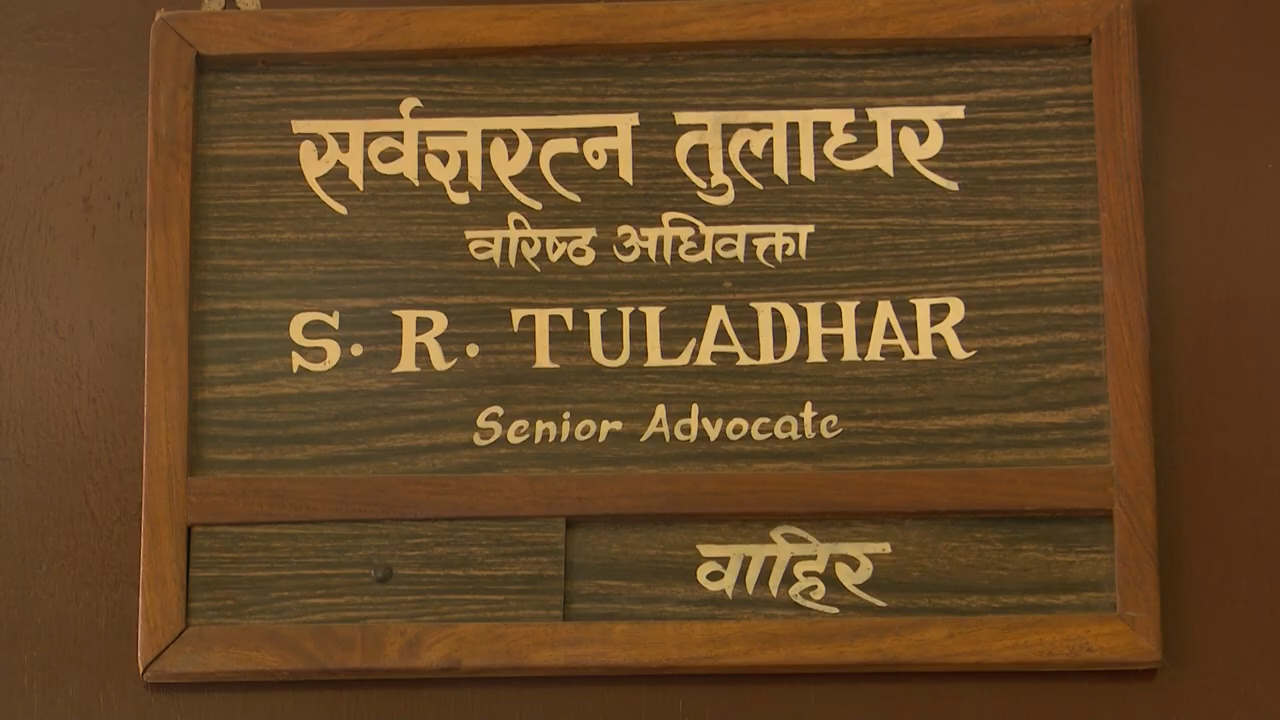 सर्वज्ञरत्न तुलाधर
वरिष्ठ अधिवक्ता
S. R. TULADHAR
Senior Advocate
वाहिर